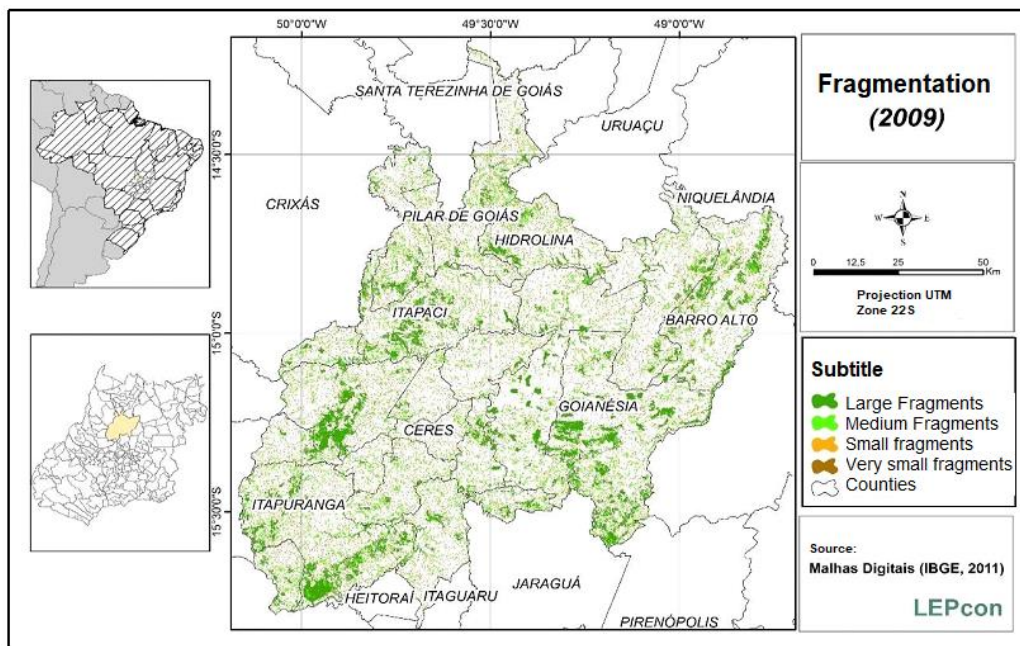 50°0'0"W
49°30'0"W
49°0'0"W
14°30'0"S
15°0'0"S
15°30'0"S
SANTA TEREZINHA DE GOIÁS
URUAÇU
CRIXÁS
NIQUELÂNDIA
PILAR DE GOIÁS
HIDROLINA
ITAPACI
BARRO ALTO
GOIANÉSIA
CERES
ITAPURANGA
JARAGUÁ
HEITORAÍ
ITAGUARU
PIRENÓPOLIS
Fragmentation
(2009)
N
W
E
S
0
12,5
25
50
Km
Projection UTM
Zone 22S
Subtitle
Large Fragments
Medium Fragments
Small fragments
Very small fragments
Counties
Source:
Malhas Digitais (IBGE, 2011)
LEPcon